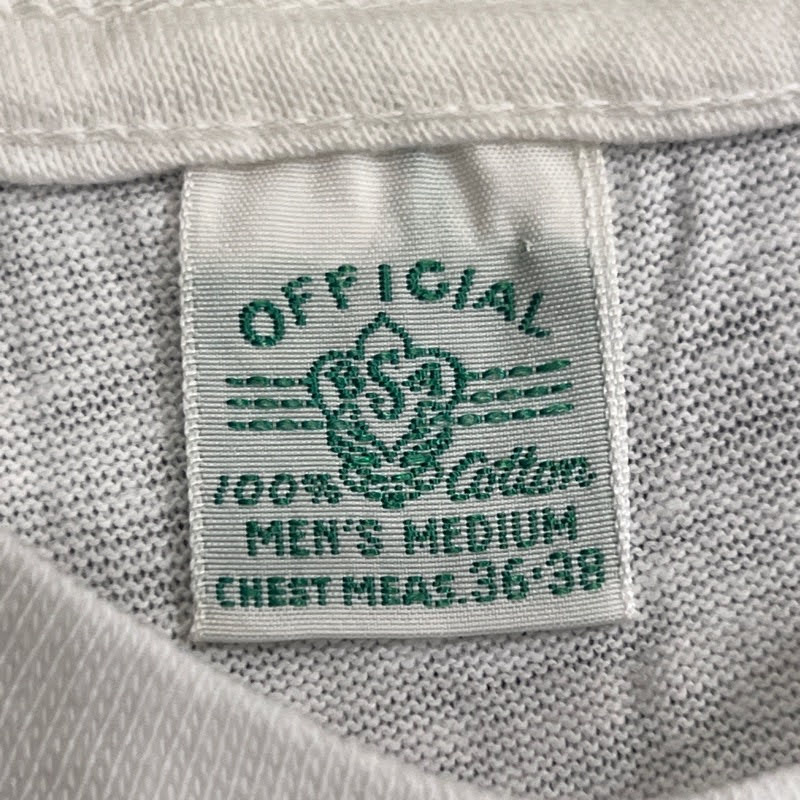 OFFICIAL
BSA
100% Cotton
MEN'S MEDIUM
CHEST MEAS. 36-38